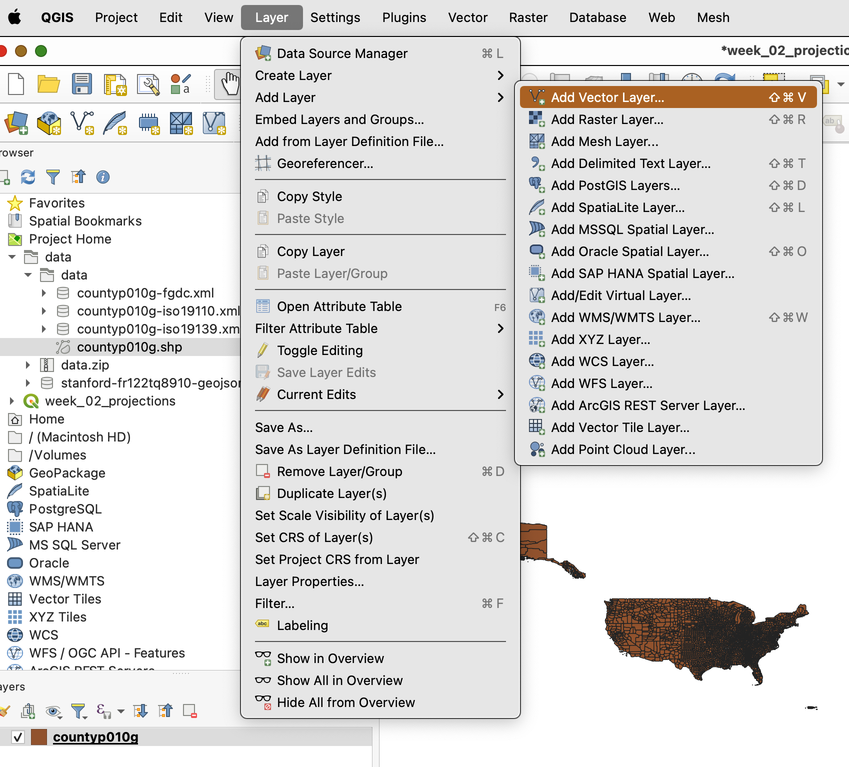 QGIS Project Edit View Layer Settings Plugins Vector Raster Database Web Mesh
*week_02_projectio
Data Source Manager ⌘ L
Create Layer
Add Layer
Embed Layers and Groups...
Add from Layer Definition File...
Georeferencer...
Copy Style
Paste Style
Copy Layer
Paste Layer/Group
Open Attribute Table F6
Filter Attribute Table
Toggle Editing
Save Layer Edits
Current Edits
Save As...
Save As Layer Definition File...
Remove Layer/Group ⌘ D
Duplicate Layer(s)
Set Scale Visibility of Layer(s)
Set CRS of Layer(s) ⇧ ⌘ C
Set Project CRS from Layer
Layer Properties...
Filter... ⌘ F
abc Labeling
Show in Overview
Show All in Overview
Hide All from Overview
Add Vector Layer... ⇧ ⌘ V
Add Raster Layer... ⇧ ⌘ R
Add Mesh Layer...
Add Delimited Text Layer... ⇧ ⌘ T
Add PostGIS Layers... ⇧ ⌘ D
Add SpatiaLite Layer... ⇧ ⌘ L
Add MSSQL Spatial Layer...
Add Oracle Spatial Layer... ⇧ ⌘ O
Add SAP HANA Spatial Layer...
Add/Edit Virtual Layer...
Add WMS/WMTS Layer... ⇧ ⌘ W
Add XYZ Layer...
Add WCS Layer...
Add WFS Layer...
Add ArcGIS REST Server Layer...
Add Vector Tile Layer...
Add Point Cloud Layer...
rowser
Favorites
Spatial Bookmarks
Project Home
data
data
countyp010g-fgdc.xml
countyp010g-iso19110.xml
countyp010g-iso19139.xm
countyp010g.shp
data.zip
stanford-fr122tq8910-geojson
week_02_projections
Home
/ (Macintosh HD)
/Volumes
GeoPackage
SpatiaLite
PostgreSQL
SAP HANA
MS SQL Server
Oracle
WMS/WMTS
Vector Tiles
XYZ Tiles
WCS
WFS / OGC API - Features
ArcGIS REST Servers
ayers
countyp010g